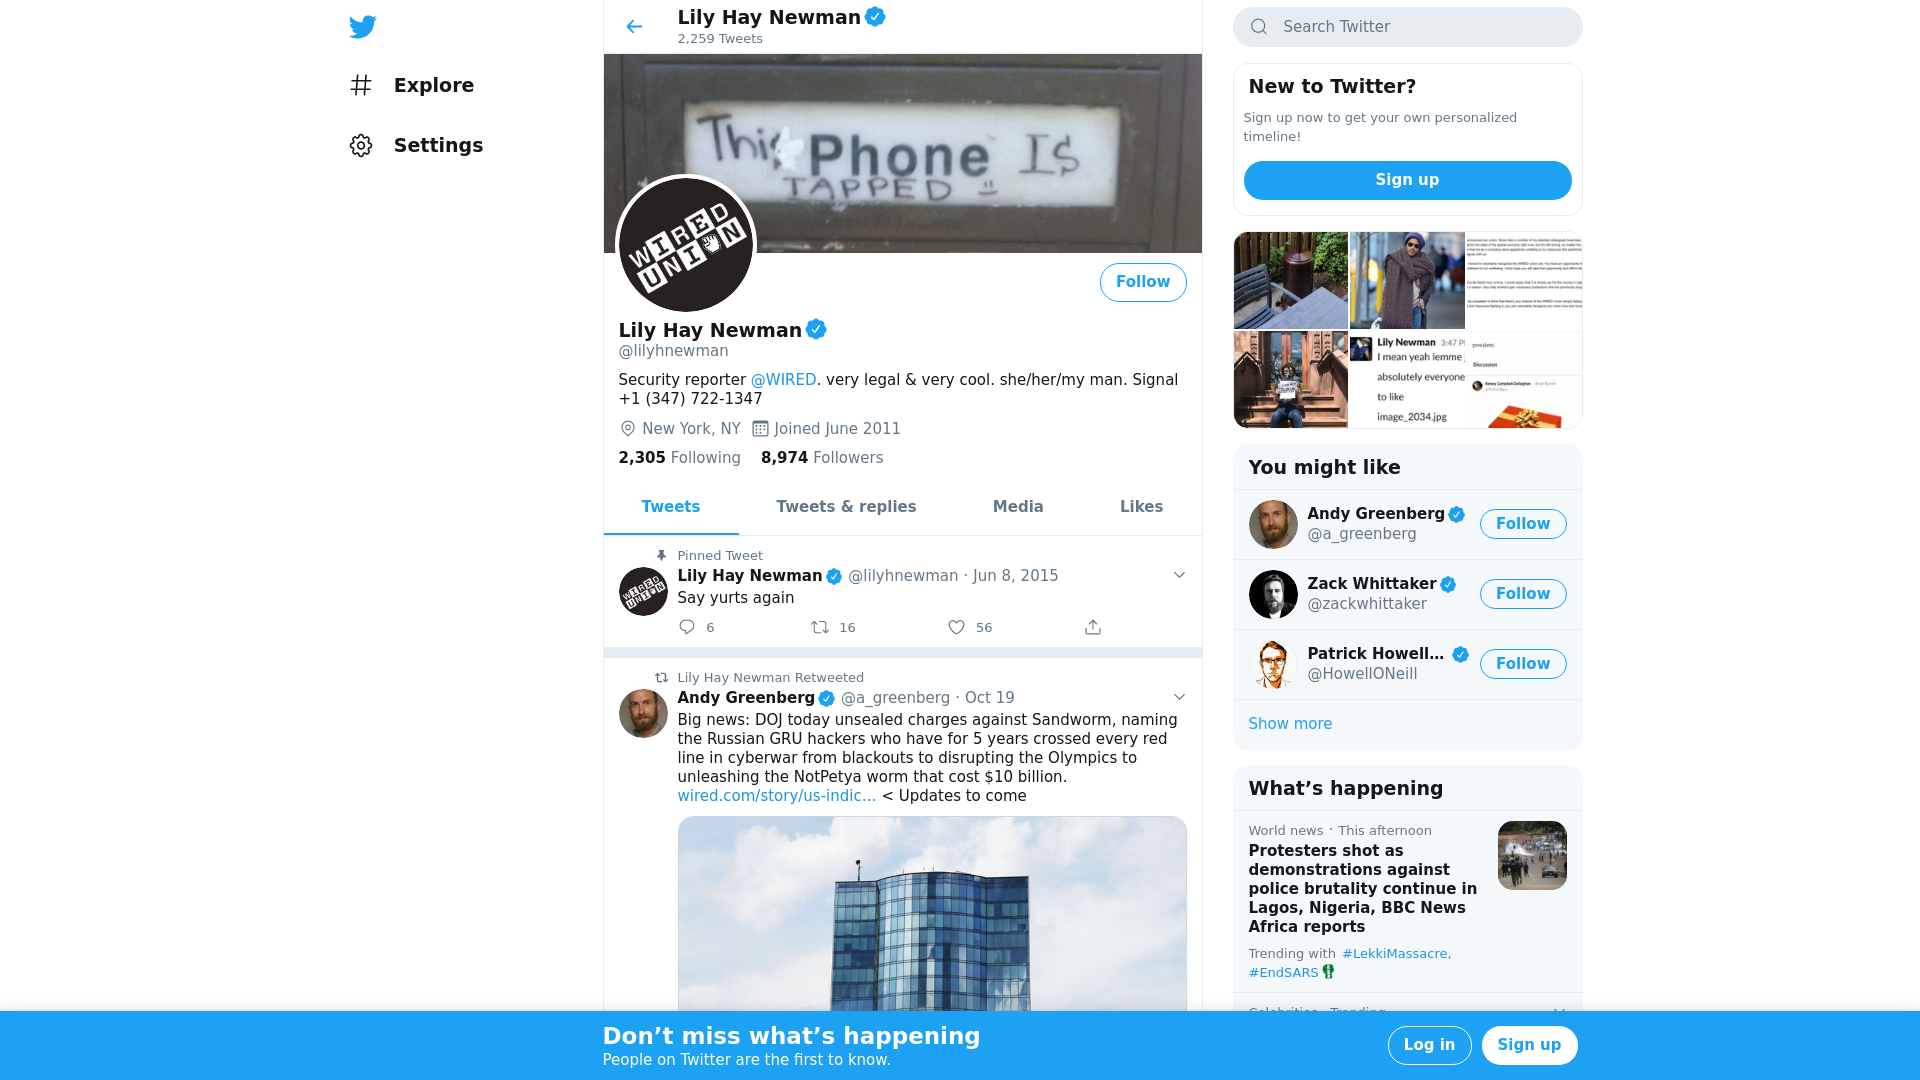 Explore
Settings
Lily Hay Newman
2,259 Tweets
This Phone Is
TAPPED
WIRED
UNION
Follow
Lily Hay Newman
@lilyhnewman
Security reporter @WIRED. very legal & very cool. she/her/my man. Signal
+1 (347) 722-1347
New York, NY Joined June 2011
2,305 Following 8,974 Followers
Tweets Tweets & replies Media Likes
Pinned Tweet
Lily Hay Newman @lilyhnewman · Jun 8, 2015
WIRED
UNION
Say yurts again
6 16 56
Lily Hay Newman Retweeted
Andy Greenberg @a_greenberg · Oct 19
Big news: DOJ today unsealed charges against Sandworm, naming
the Russian GRU hackers who have for 5 years crossed every red
line in cyberwar from blackouts to disrupting the Olympics to
unleashing the NotPetya worm that cost $10 billion.
wired.com/story/us-indic… < Updates to come
Search Twitter
New to Twitter?
Sign up now to get your own personalized
timeline!
Sign up
Lily Newman 3:47
I mean yeah lemme
absolutely everyone
to like
image_2034.jpg
president.
Discussion
You might like
Andy Greenberg
@a_greenberg
Follow
Zack Whittaker
@zackwhittaker
Follow
Patrick Howell…
@HowellONeill
Follow
Show more
What’s happening
World news · This afternoon
Protesters shot as
demonstrations against
police brutality continue in
Lagos, Nigeria, BBC News
Africa reports
Trending with #LekkiMassacre,
#EndSARS
Don’t miss what’s happening
People on Twitter are the first to know.
Log in
Sign up